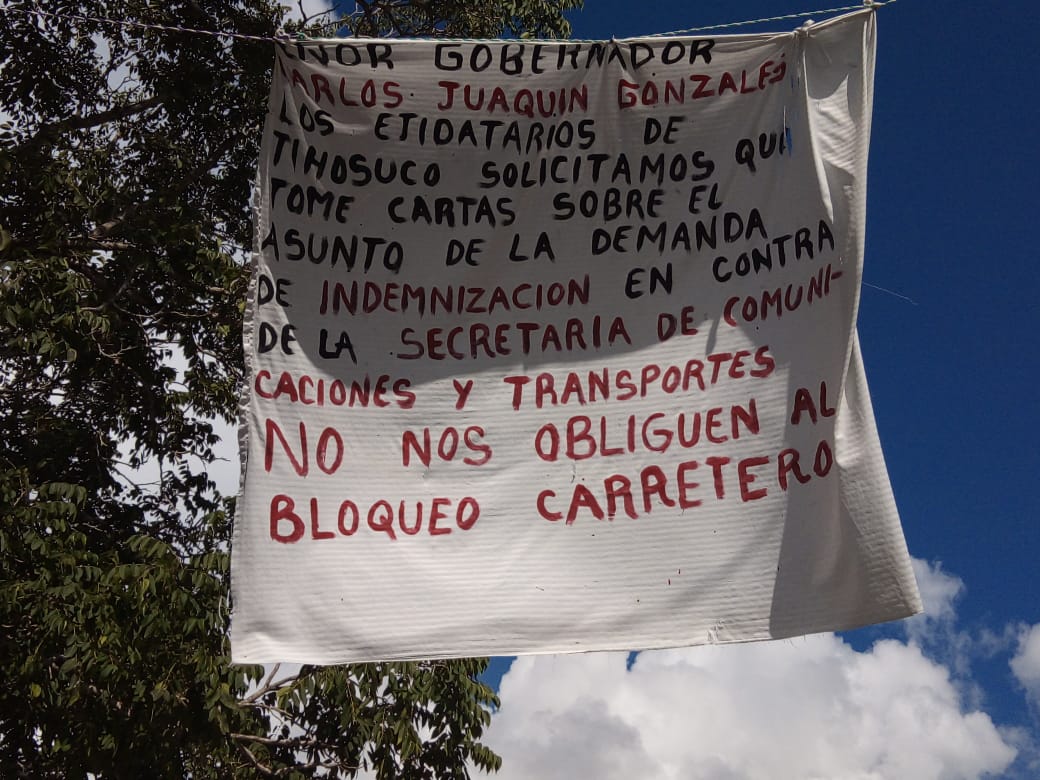 ENOR GOBERNADOR
CARLOS JUAQUIN GONZALES
LOS ETIDATARIOS DE
TIHOSUCO SOLICITAMOS QUE
TOME CARTAS SOBRE EL
ASUNTO DE LA DEMANDA
DE INDEMNIZACION EN CONTRA
DE LA SECRETARIA DE COMUNI-
CACIONES Y TRANSPORTES
NO NOS OBLIGUEN AL
BLOQUEO CARRETERO